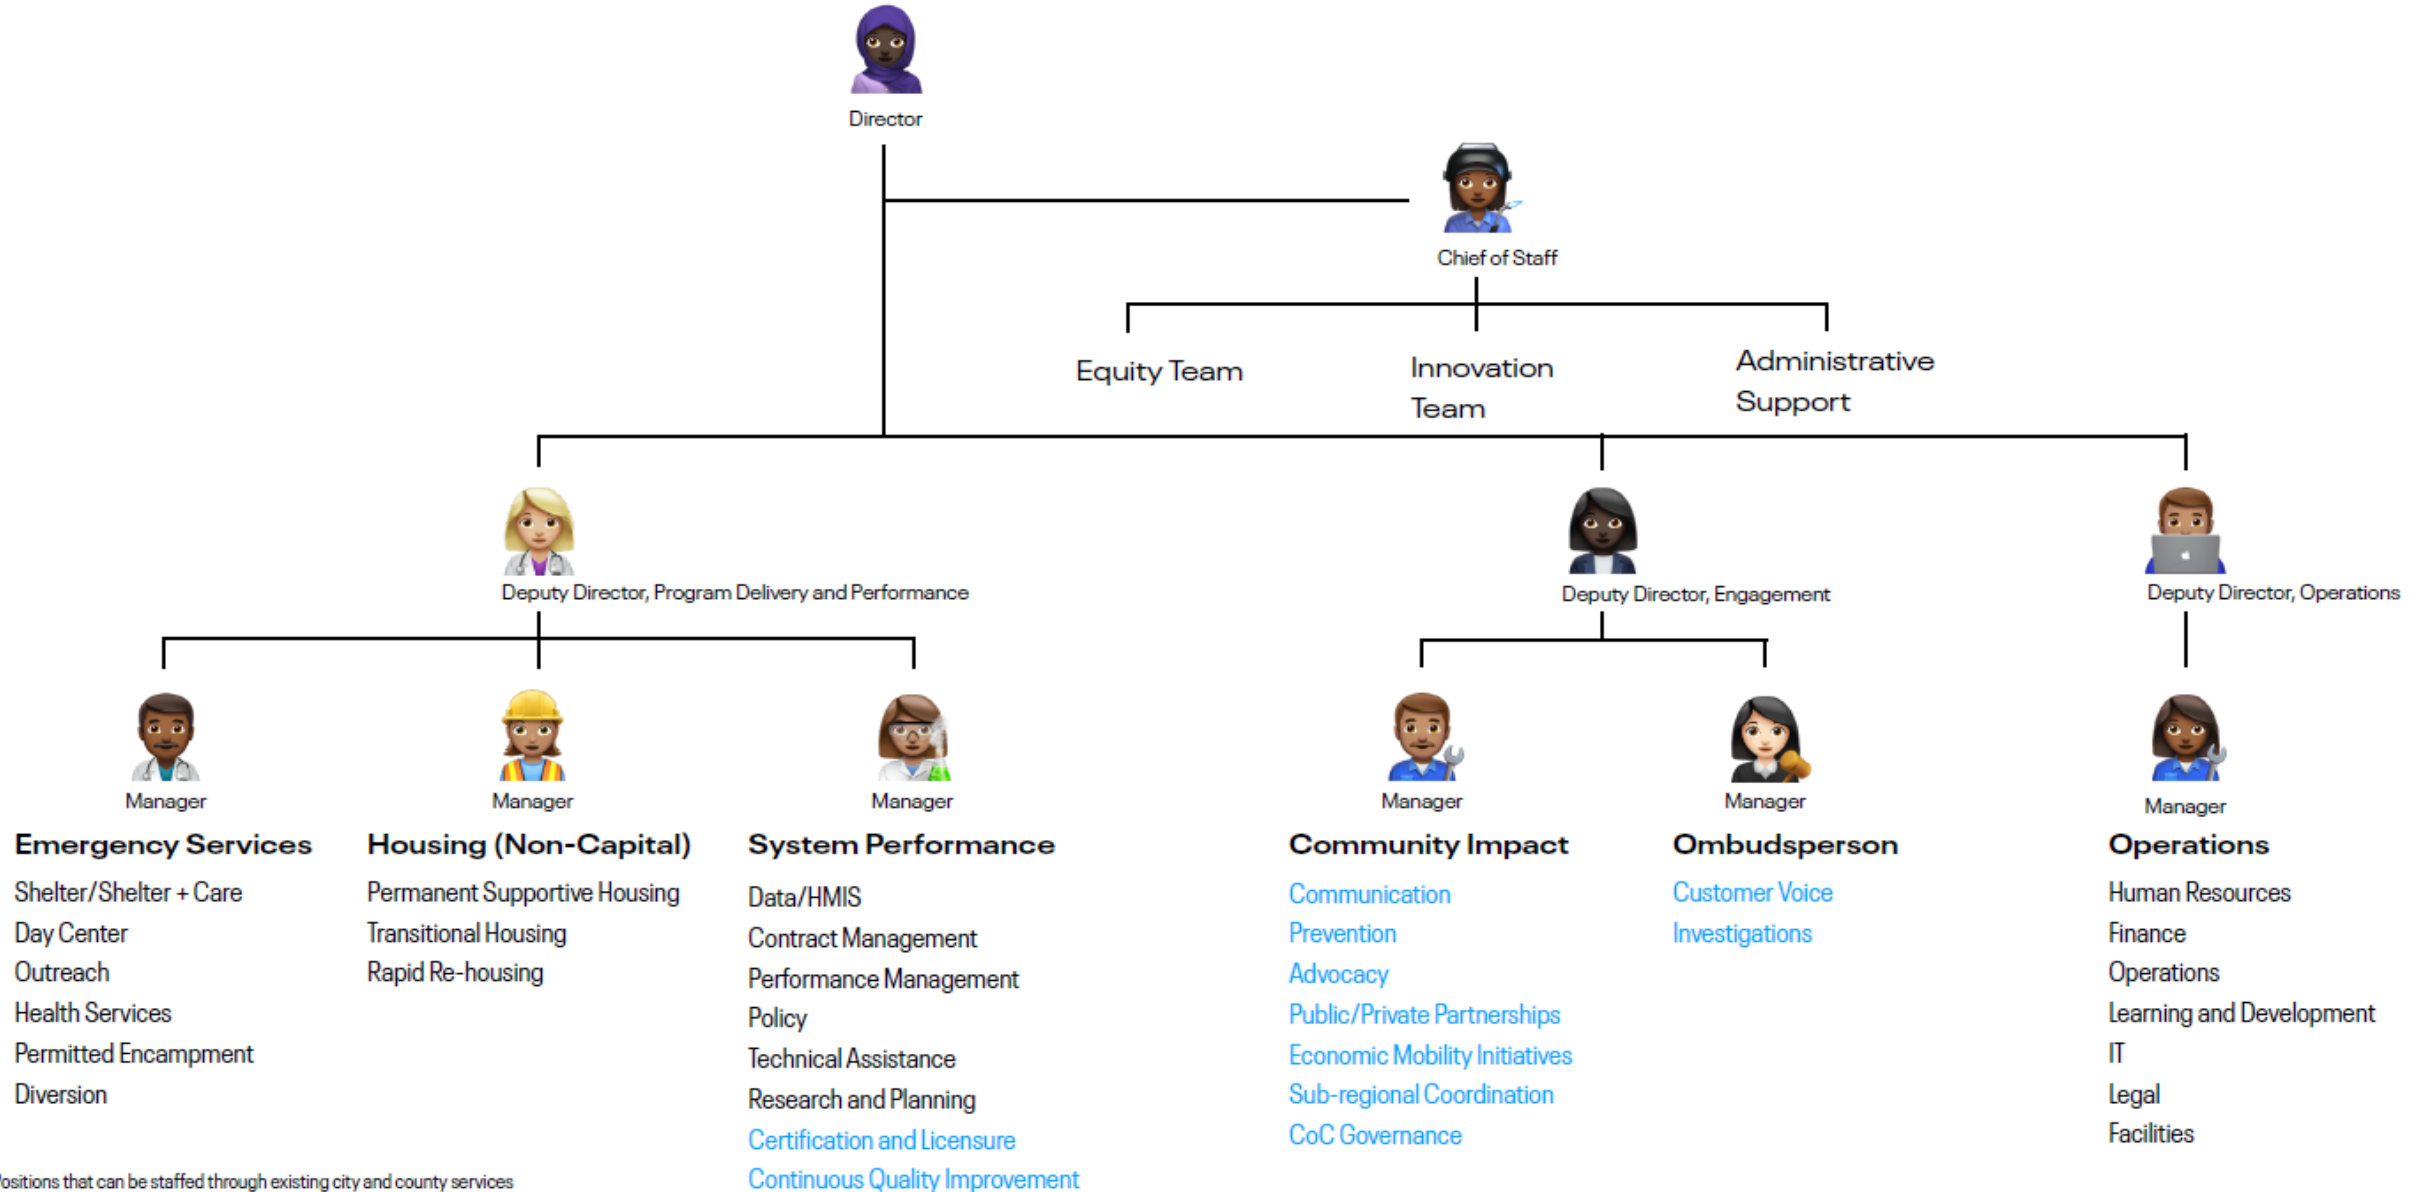 Director
Chief of Staff
Equity Team
Innovation
Team
Administrative
Support
Deputy Director, Program Delivery and Performance
Deputy Director, Engagement
Deputy Director, Operations
Manager
Manager
Manager
Manager
Manager
Manager
Emergency Services
Shelter/Shelter + Care
Day Center
Outreach
Health Services
Permitted Encampment
Diversion
Housing (Non-Capital)
Permanent Supportive Housing
Transitional Housing
Rapid Re-housing
System Performance
Data/HMIS
Contract Management
Performance Management
Policy
Technical Assistance
Research and Planning
Certification and Licensure
Continuous Quality Improvement
Community Impact
Communication
Prevention
Advocacy
Public/Private Partnerships
Economic Mobility Initiatives
Sub-regional Coordination
CoC Governance
Ombudsperson
Customer Voice
Investigations
Operations
Human Resources
Finance
Operations
Learning and Development
IT
Legal
Facilities
Positions that can be staffed through existing city and county services